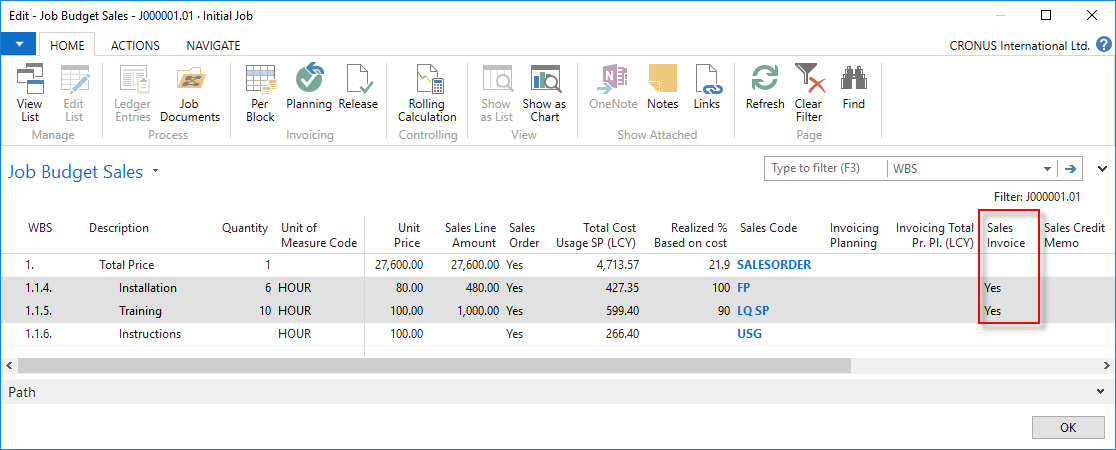 Edit - Job Budget Sales - J000001.01 · Initial Job
HOME ACTIONS NAVIGATE CRONUS International Ltd. ?
View List Edit List Ledger Entries Job Documents Per Block Planning Release Rolling Calculation Show as List Show as Chart OneNote Notes Links Refresh Clear Filter Find
Manage Process Invoicing Controlling View Show Attached Page
Job Budget Sales Type to filter (F3) WBS
Filter: J000001.01
WBS Description Quantity Unit of Measure Code Unit Price Sales Line Amount Sales Order Total Cost Usage SP (LCY) Realized % Based on cost Sales Code Invoicing Planning Invoicing Total Pr. Pl. (LCY) Sales Invoice Sales Credit Memo
1. Total Price 1 27,600.00 27,600.00 Yes 4,713.57 21.9 SALESORDER
1.1.4. Installation 6 HOUR 80.00 480.00 Yes 427.35 100 FP Yes
1.1.5. Training 10 HOUR 100.00 1,000.00 Yes 599.40 90 LQ SP Yes
1.1.6. Instructions HOUR 100.00 Yes 266.40 USG
Path
OK